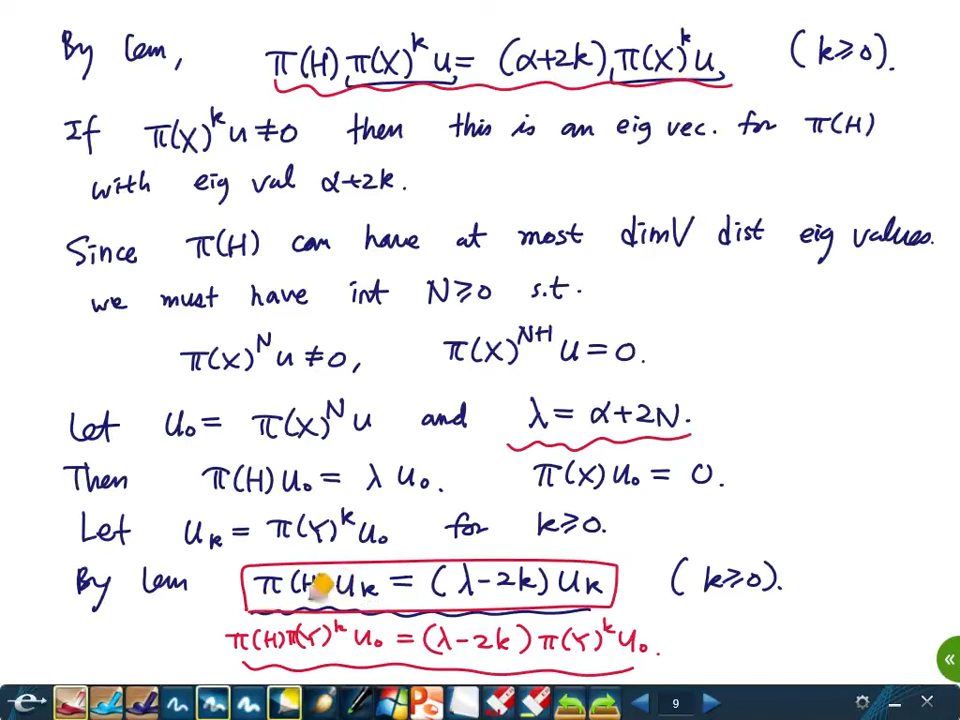 By Lem, π(H)π(X)^k u = (α+2k) π(X)^k u (k⩾0).
If π(X)^k u ≠ 0 then this is an eig vec. for π(H)
with eig val α+2k.
Since π(H) can have at most dimV dist eig values.
we must have int N⩾0 s.t.
π(X)^N u ≠ 0, π(X)^{N+1} u = 0.
Let u₀ = π(X)^N u and λ = α+2N.
Then π(H)u₀ = λ u₀. π(X)u₀ = 0.
Let u_k = π(Y)^k u₀ for k⩾0.
By Lem π(H) u_k = (λ-2k) u_k (k⩾0).
π(H)π(Y)^k u₀ = (λ-2k) π(Y)^k u₀.
9
«